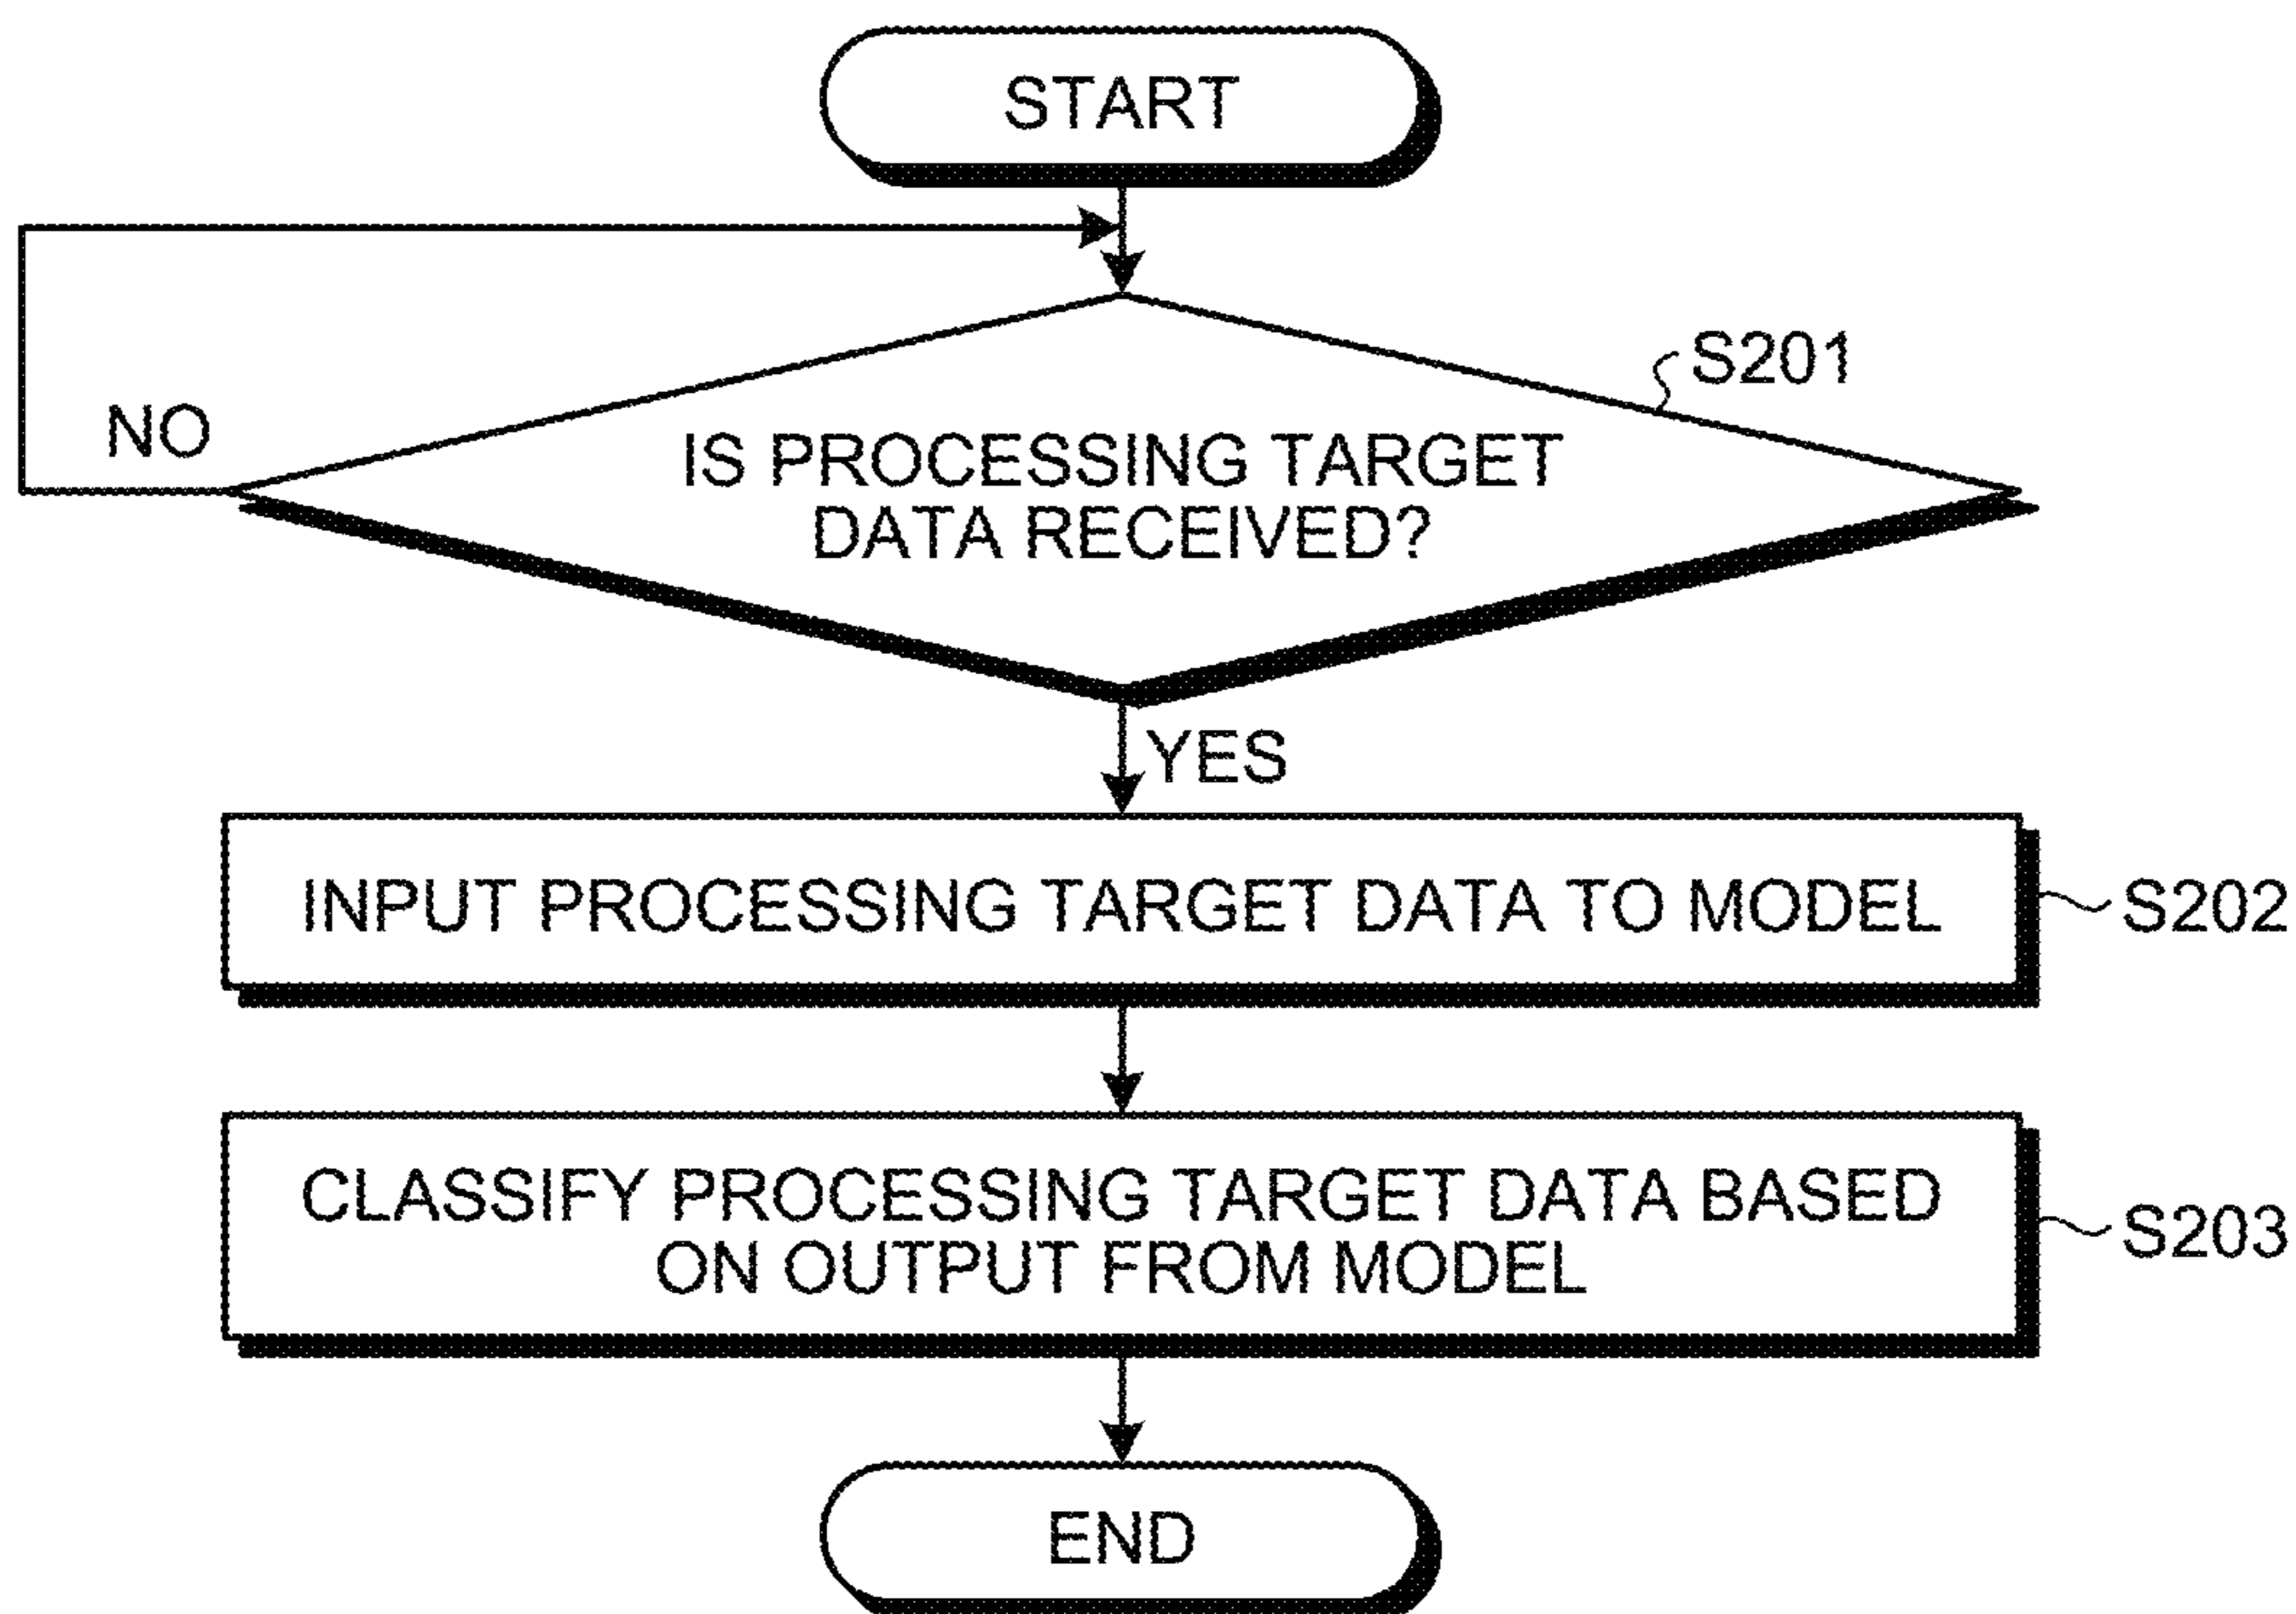 START
S201
NO
IS PROCESSING TARGET
DATA RECEIVED?
YES
INPUT PROCESSING TARGET DATA TO MODEL
S202
CLASSIFY PROCESSING TARGET DATA BASED
ON OUTPUT FROM MODEL
S203
END